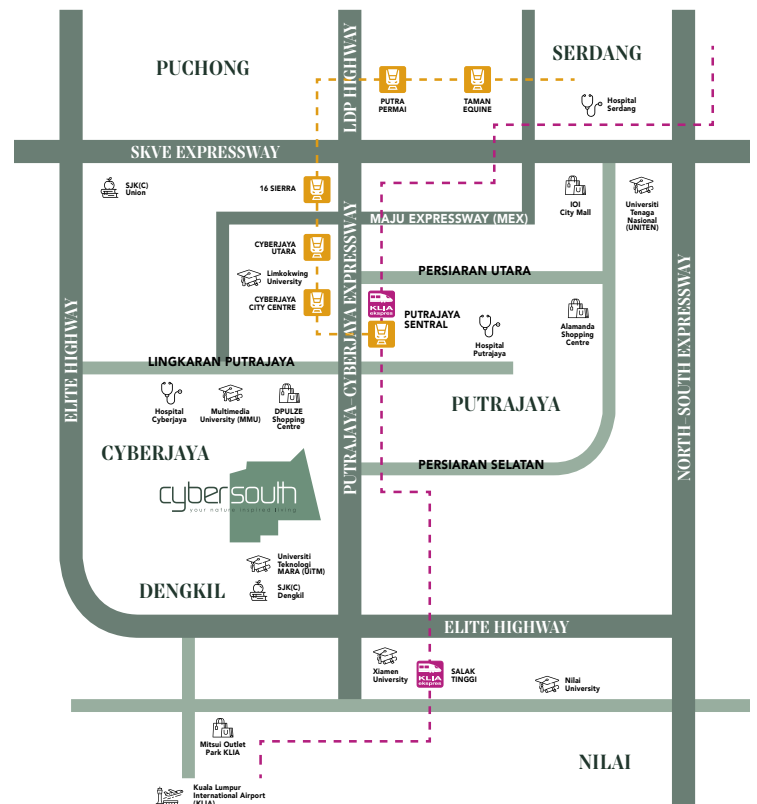 PUCHONG
SERDANG
LDP HIGHWAY
PUTRA
PERMAI
TAMAN
EQUINE
Hospital
Serdang
SKVE EXPRESSWAY
SJK(C)
Union
16 SIERRA
IOI
City Mall
Universiti
Tenaga
Nasional
(UNITEN)
MAJU EXPRESSWAY (MEX)
CYBERJAYA
UTARA
Limkokwing
University
PERSIARAN UTARA
CYBERJAYA
CITY CENTRE
KLIA
ekspres
PUTRAJAYA
SENTRAL
Hospital
Putrajaya
Alamanda
Shopping
Centre
ELITE HIGHWAY
PUTRAJAYA-CYBERJAYA EXPRESSWAY
NORTH-SOUTH EXPRESSWAY
LINGKARAN PUTRAJAYA
Hospital
Cyberjaya
Multimedia
University (MMU)
DPULZE
Shopping
Centre
PUTRAJAYA
CYBERJAYA
PERSIARAN SELATAN
cybersouth
your nature inspired living
Universiti
Teknologi
MARA (UiTM)
DENGKIL
SJK(C)
Dengkil
ELITE HIGHWAY
Xiamen
University
KLIA
ekspres
SALAK
TINGGI
Nilai
University
Mitsui Outlet
Park KLIA
NILAI
Kuala Lumpur
International Airport
(KLIA)